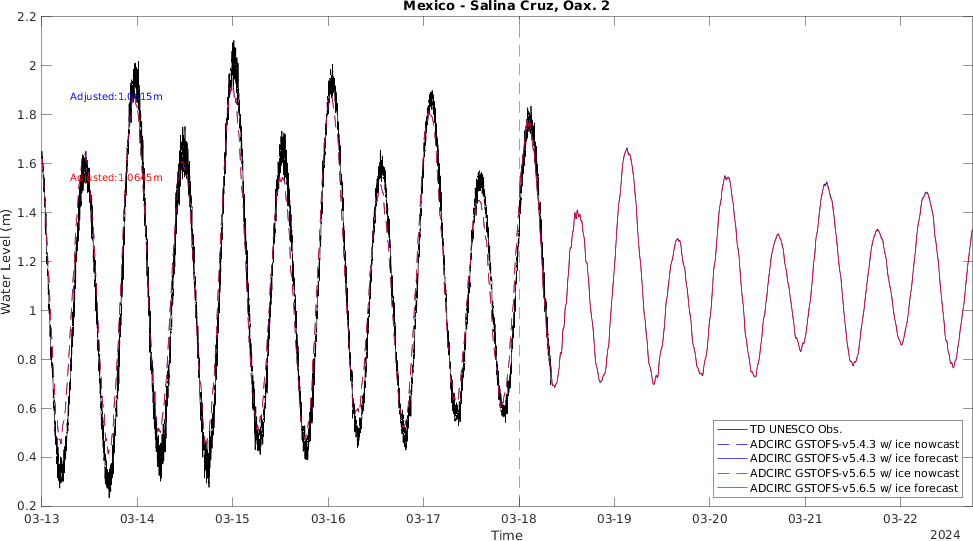 Mexico - Salina Cruz, Oax. 2
2.2
2
1.8
1.6
1.4
1.2
1
0.8
0.6
0.4
0.2
Water Level (m)
Adjusted:1.0645m
TD UNESCO Obs.
ADCIRC GSTOFS-v5.4.3 w/ ice nowcast
ADCIRC GSTOFS-v5.4.3 w/ ice forecast
ADCIRC GSTOFS-v5.6.5 w/ ice nowcast
ADCIRC GSTOFS-v5.6.5 w/ ice forecast
03-13 03-14 03-15 03-16 03-17 03-18 03-19 03-20 03-21 03-22
Time
2024